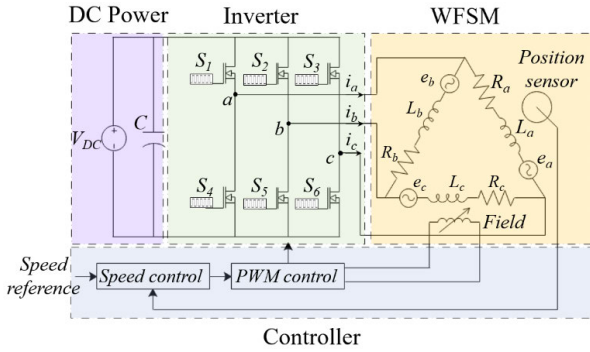 DC Power Inverter WFSM
S1 S2 S3
Position
sensor
ia
a
eb
Ra
Lb
La
ib
b
VDC
C
ic
c
Rb
ea
S4 S5 S6
ec Lc Rc
Field
Speed
reference
Speed control
PWM control
Controller